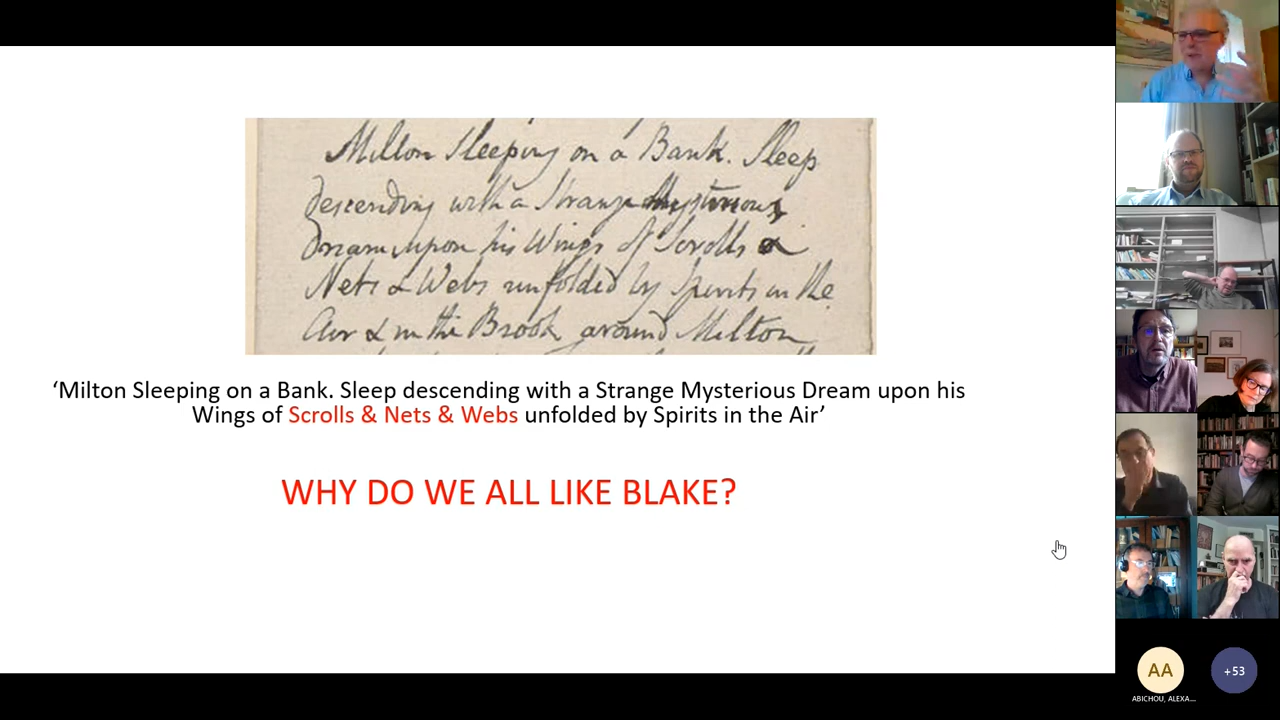 Milton Sleeping on a Bank. Sleep
descending with a Strange Mysterious
Dream upon his Wings of Scrolls &
Nets & Webs unfolded by Spirits in the
Air & in the Brook around Milton
‘Milton Sleeping on a Bank. Sleep descending with a Strange Mysterious Dream upon his
Wings of Scrolls & Nets & Webs unfolded by Spirits in the Air’
WHY DO WE ALL LIKE BLAKE?
AA
+53
ABICHOU, ALEXA...